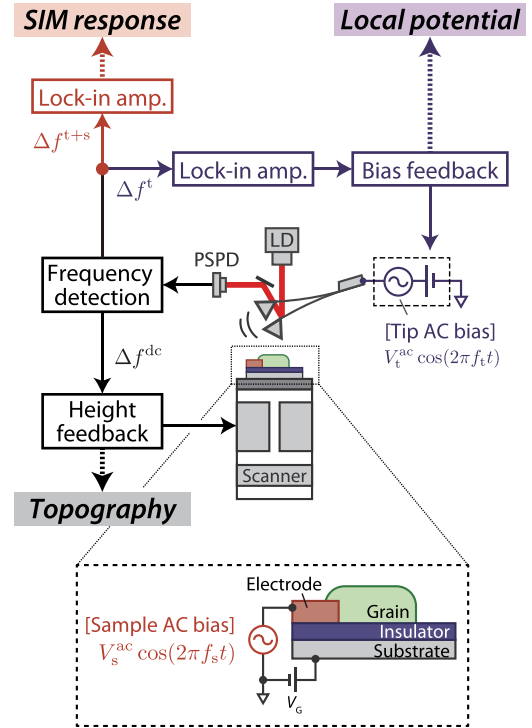 SIM response
Local potential
Lock-in amp.
Δf^{t+s}
Δf^t
Lock-in amp.
Bias feedback
LD
PSPD
Frequency
detection
[Tip AC bias]
V_t^{ac} cos(2πf_t t)
Δf^{dc}
Height
feedback
Scanner
Topography
Electrode
[Sample AC bias]
V_s^{ac} cos(2πf_s t)
Grain
Insulator
Substrate
V_G